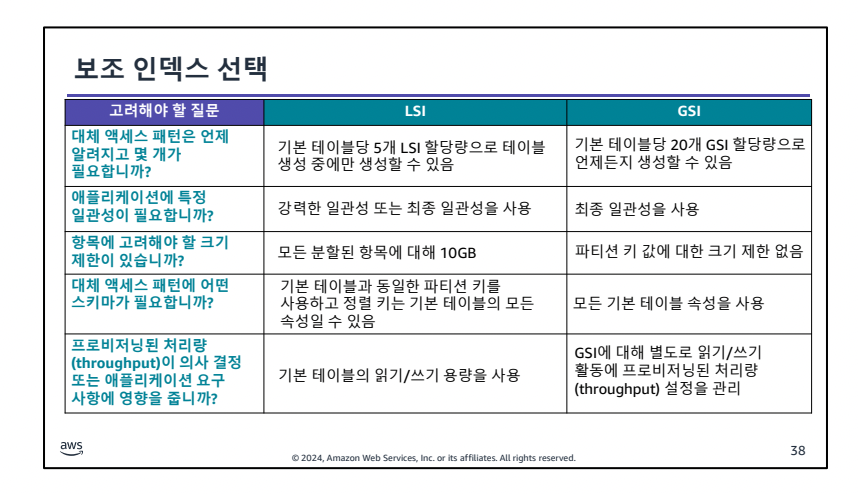 보조 인덱스 선택
고려해야 할 질문
LSI
GSI
대체 액세스 패턴은 언제
알려지고 몇 개가
필요합니까?
기본 테이블당 5개 LSI 할당량으로 테이블
생성 중에만 생성할 수 있음
기본 테이블당 20개 GSI 할당량으로
언제든지 생성할 수 있음
애플리케이션에 특정
일관성이 필요합니까?
강력한 일관성 또는 최종 일관성을 사용
최종 일관성을 사용
항목에 고려해야 할 크기
제한이 있습니까?
모든 분할된 항목에 대해 10GB
파티션 키 값에 대한 크기 제한 없음
대체 액세스 패턴에 어떤
스키마가 필요합니까?
기본 테이블과 동일한 파티션 키를
사용하고 정렬 키는 기본 테이블의 모든
속성일 수 있음
모든 기본 테이블 속성을 사용
프로비저닝된 처리량
(throughput)이 의사 결정
또는 애플리케이션 요구
사항에 영향을 줍니까?
기본 테이블의 읽기/쓰기 용량을 사용
GSI에 대해 별도로 읽기/쓰기
활동에 프로비저닝된 처리량
(throughput) 설정을 관리
aws
© 2024, Amazon Web Services, Inc. or its affiliates. All rights reserved.
38